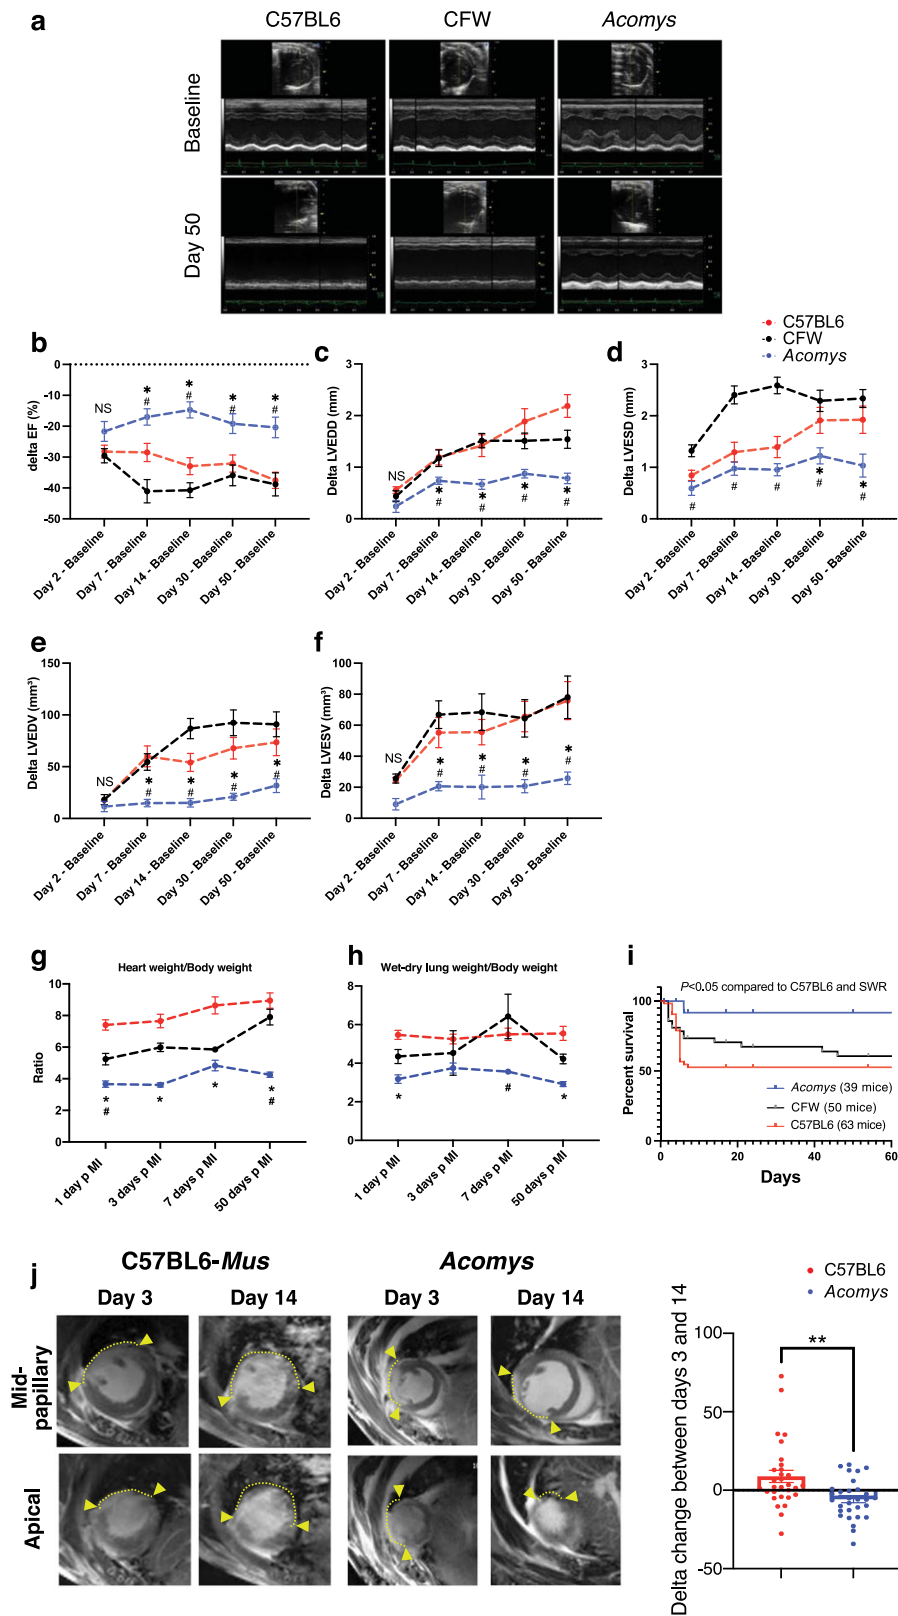 a
C57BL6 CFW Acomys
Baseline
Day 50
C57BL6
CFW
Acomys
b
delta EF (%)
0
-10
-20
-30
-40
-50
NS * # * # * # * #
Day 2 - Baseline
Day 7 - Baseline
Day 14 - Baseline
Day 30 - Baseline
Day 50 - Baseline
c
Delta LVEDD (mm)
3
2
1
0
NS * # * # * # * #
Day 2 - Baseline
Day 7 - Baseline
Day 14 - Baseline
Day 30 - Baseline
Day 50 - Baseline
d
Delta LVESD (mm)
3
2
1
0
# # # * # * #
Day 2 - Baseline
Day 7 - Baseline
Day 14 - Baseline
Day 30 - Baseline
Day 50 - Baseline
e
Delta LVEDV (mm³)
150
100
50
0
NS * # * # * # * #
Day 2 - Baseline
Day 7 - Baseline
Day 14 - Baseline
Day 30 - Baseline
Day 50 - Baseline
f
Delta LVESV (mm³)
100
80
60
40
20
0
NS * # * # * # * #
Day 2 - Baseline
Day 7 - Baseline
Day 14 - Baseline
Day 30 - Baseline
Day 50 - Baseline
g
Heart weight/Body weight
Ratio
10
8
6
4
2
0
* # * * * #
1 day p MI
3 days p MI
7 days p MI
50 days p MI
h
Wet-dry lung weight/Body weight
8
6
4
2
0
* # *
1 day p MI
3 days p MI
7 days p MI
50 days p MI
i
P<0.05 compared to C57BL6 and SWR
Percent survival
100
50
0
Acomys (39 mice)
CFW (50 mice)
C57BL6 (63 mice)
0 20 40 60
Days
j
C57BL6-Mus Acomys
Day 3 Day 14 Day 3 Day 14
Mid-
papillary
Apical
C57BL6
Acomys
Delta change between days 3 and 14
100
50
0
-50
**